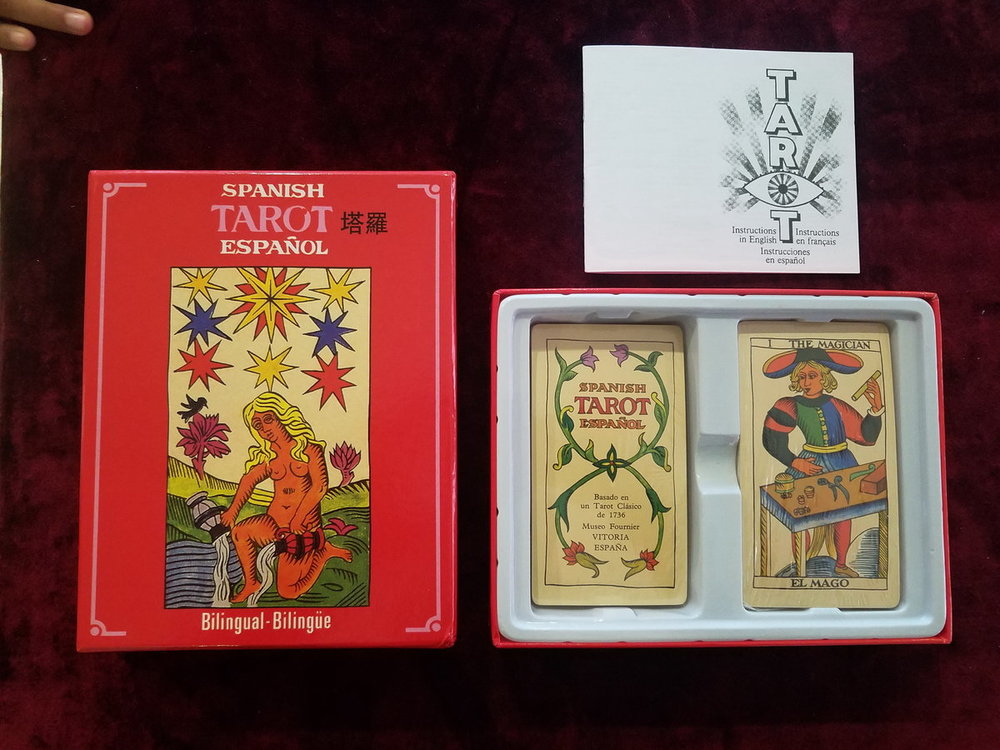 SPANISH
TAROT 塔羅
ESPAÑOL
Bilingual-Bilingüe
TAROT
Instructions in English
Instructions en français
Instrucciones en español
SPANISH
TAROT
ESPAÑOL
Basado en
un Tarot Clásico
de 1736
Museo Fournier
VITORIA
ESPAÑA
I THE MAGICIAN
EL MAGO